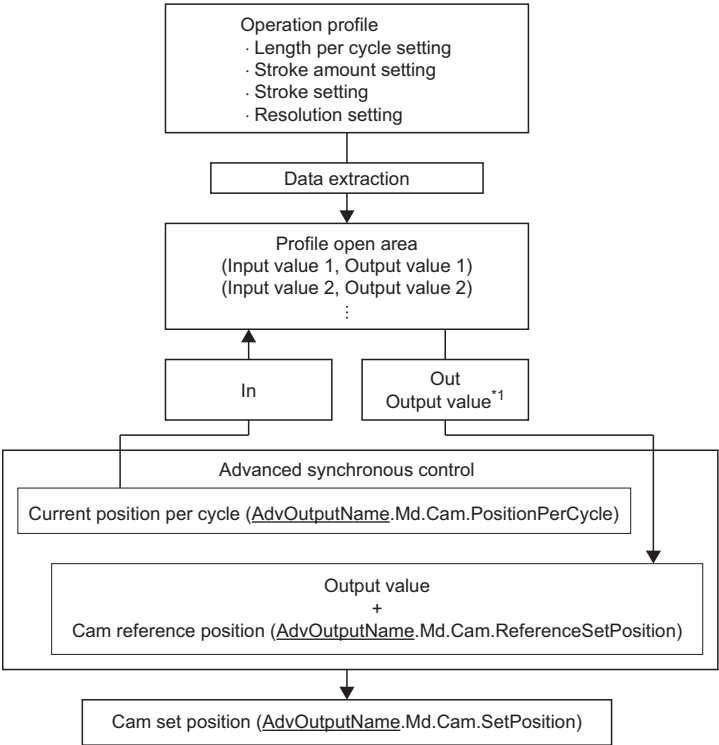 Operation profile
· Length per cycle setting
· Stroke amount setting
· Stroke setting
· Resolution setting
Data extraction
Profile open area
(Input value 1, Output value 1)
(Input value 2, Output value 2)
⋮
In
Out
Output value*1
Advanced synchronous control
Current position per cycle (AdvOutputName.Md.Cam.PositionPerCycle)
Output value
+
Cam reference position (AdvOutputName.Md.Cam.ReferenceSetPosition)
Cam set position (AdvOutputName.Md.Cam.SetPosition)